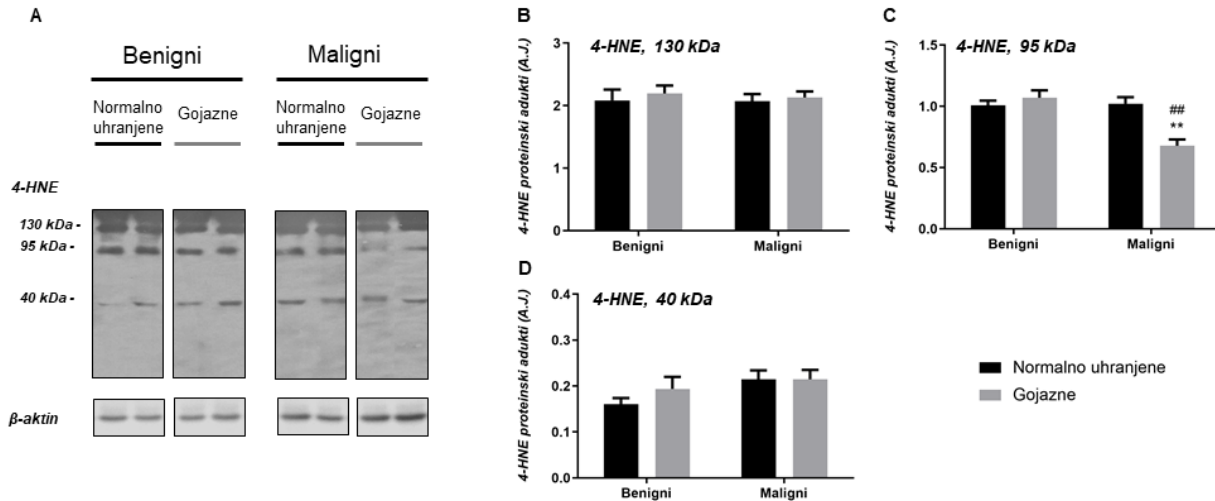 A
Benigni
Maligni
Normalno
uhranjene
Gojazne
Normalno
uhranjene
Gojazne
4-HNE
130 kDa -
95 kDa -
40 kDa -
β-aktin
B
4-HNE, 130 kDa
4-HNE proteinski adukti (A.J.)
3
2
1
0
Benigni
Maligni
C
4-HNE, 95 kDa
4-HNE proteinski adukti (A.J.)
1.5
1.0
0.5
0.0
##
**
Benigni
Maligni
D
4-HNE, 40 kDa
4-HNE proteinski adukti (A.J.)
0.4
0.3
0.2
0.1
0.0
Benigni
Maligni
Normalno uhranjene
Gojazne